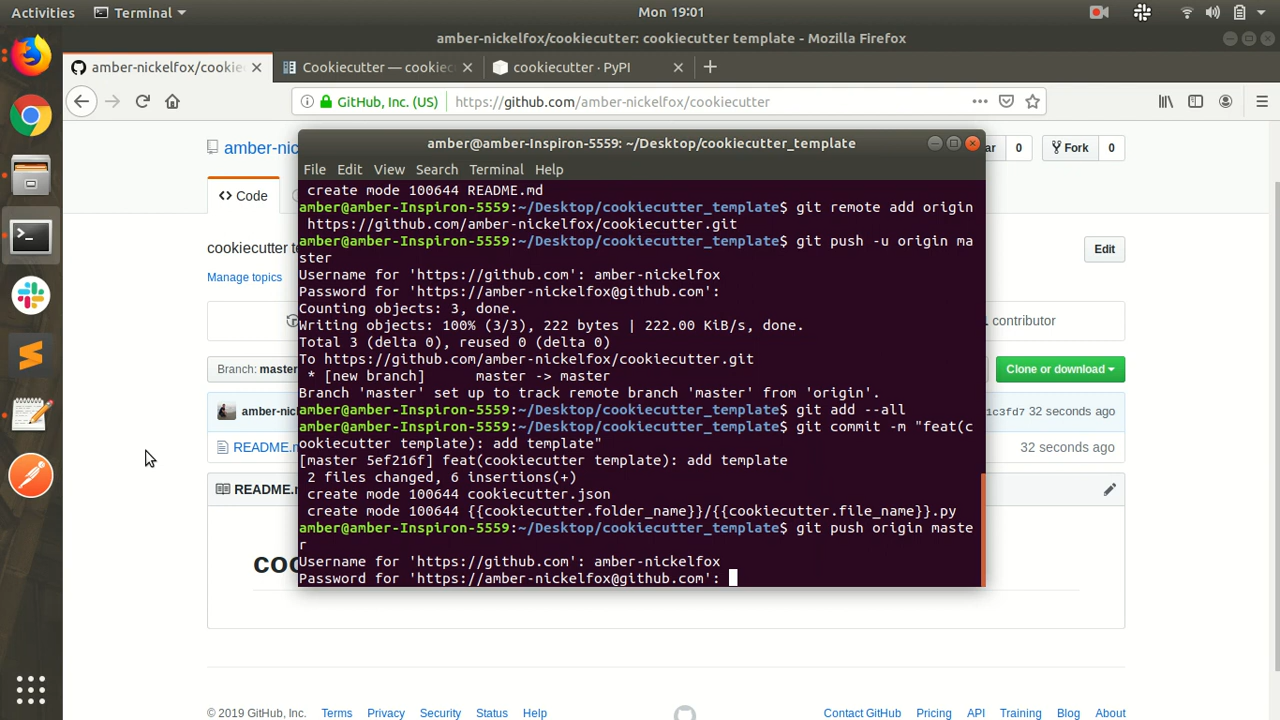 Activities
Terminal
Mon 19:01
amber-nickelfox/cookiecutter: cookiecutter template - Mozilla Firefox
amber-nickelfox/cookie
Cookiecutter — cookiec
cookiecutter · PyPI
GitHub, Inc. (US)
https://github.com/amber-nickelfox/cookiecutter
amber-nic
ar
0
Fork
0
Code
cookiecutter te
Edit
Manage topics
contributor
Branch: master
Clone or download
amber-nick
1c3fd7 32 seconds ago
README.m
32 seconds ago
README.m
coo
amber@amber-Inspiron-5559: ~/Desktop/cookiecutter_template
File Edit View Search Terminal Help
create mode 100644 README.md
amber@amber-Inspiron-5559:~/Desktop/cookiecutter_template$ git remote add origin
https://github.com/amber-nickelfox/cookiecutter.git
amber@amber-Inspiron-5559:~/Desktop/cookiecutter_template$ git push -u origin ma
ster
Username for 'https://github.com': amber-nickelfox
Password for 'https://amber-nickelfox@github.com':
Counting objects: 3, done.
Writing objects: 100% (3/3), 222 bytes | 222.00 KiB/s, done.
Total 3 (delta 0), reused 0 (delta 0)
To https://github.com/amber-nickelfox/cookiecutter.git
* [new branch] master -> master
Branch 'master' set up to track remote branch 'master' from 'origin'.
amber@amber-Inspiron-5559:~/Desktop/cookiecutter_template$ git add --all
amber@amber-Inspiron-5559:~/Desktop/cookiecutter_template$ git commit -m "feat(c
ookiecutter template): add template"
[master 5ef216f] feat(cookiecutter template): add template
2 files changed, 6 insertions(+)
create mode 100644 cookiecutter.json
create mode 100644 {{cookiecutter.folder_name}}/{{cookiecutter.file_name}}.py
amber@amber-Inspiron-5559:~/Desktop/cookiecutter_template$ git push origin maste
r
Username for 'https://github.com': amber-nickelfox
Password for 'https://amber-nickelfox@github.com':
© 2019 GitHub, Inc. Terms Privacy Security Status Help
Contact GitHub Pricing API Training Blog About